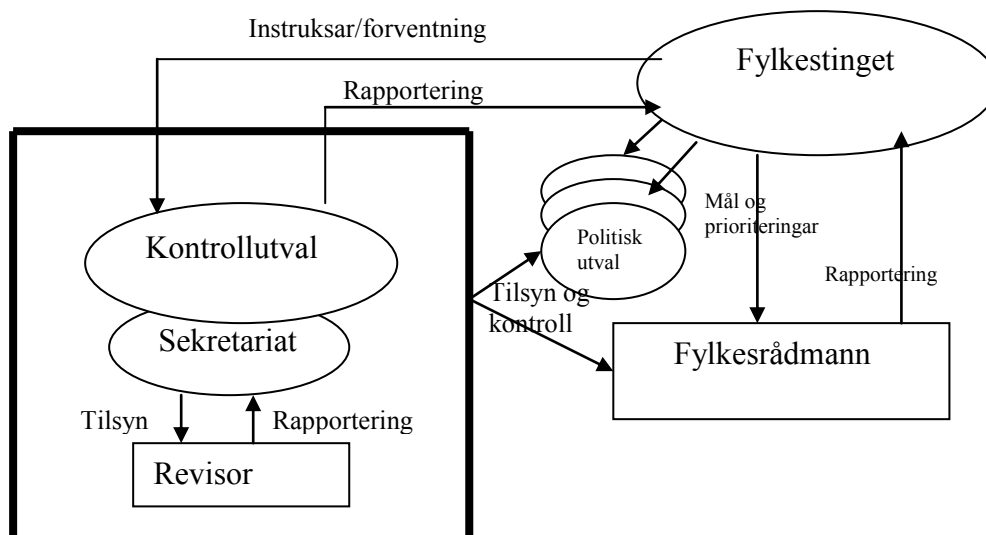 Instruksar/forventning
Fylkestinget
Rapportering
Mål og
prioriteringar
Politisk
utval
Kontrollutval
Rapportering
Tilsyn og
kontroll
Sekretariat
Fylkesrådmann
Tilsyn
Rapportering
Revisor